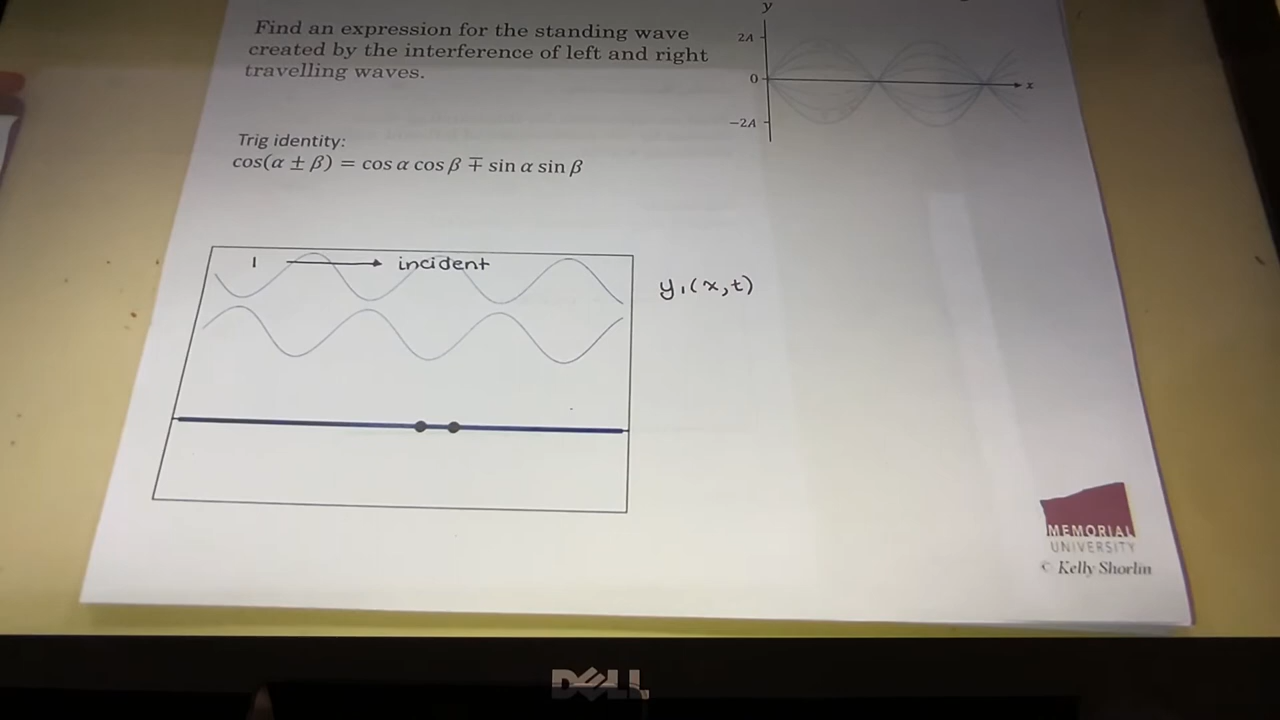 Find an expression for the standing wave
created by the interference of left and right
travelling waves.
y
2A
0
x
−2A
Trig identity:
cos(α ± β) = cos α cos β ∓ sin α sin β
1 incident
y₁(x,t)
MEMORIAL
UNIVERSITY
© Kelly Shorlin
DELL